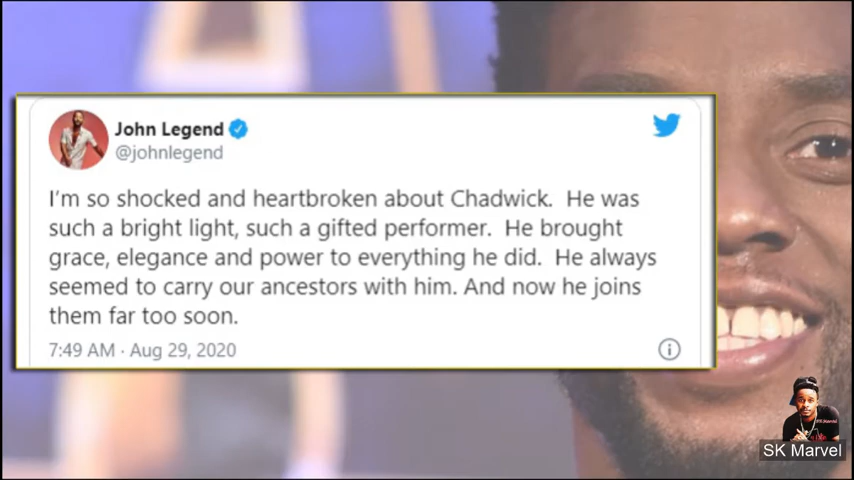 John Legend
@johnlegend
I'm so shocked and heartbroken about Chadwick.  He was
such a bright light, such a gifted performer.  He brought
grace, elegance and power to everything he did.  He always
seemed to carry our ancestors with him. And now he joins
them far too soon.
7:49 AM · Aug 29, 2020
SK Marvel